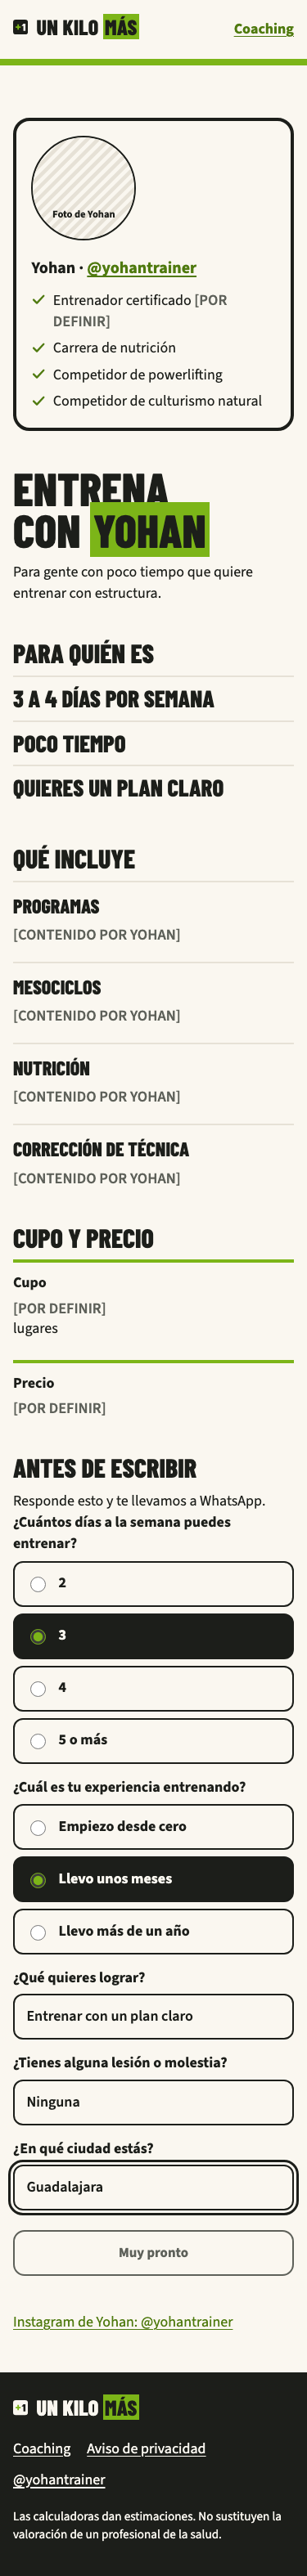 +1 UN KILO MÁS
Coaching
Foto de Yohan
Yohan · @yohantrainer
Entrenador certificado [POR
DEFINIR]
Carrera de nutrición
Competidor de powerlifting
Competidor de culturismo natural
ENTRENA
CON YOHAN
Para gente con poco tiempo que quiere
entrenar con estructura.
PARA QUIÉN ES
3 A 4 DÍAS POR SEMANA
POCO TIEMPO
QUIERES UN PLAN CLARO
QUÉ INCLUYE
PROGRAMAS
[CONTENIDO POR YOHAN]
MESOCICLOS
[CONTENIDO POR YOHAN]
NUTRICIÓN
[CONTENIDO POR YOHAN]
CORRECCIÓN DE TÉCNICA
[CONTENIDO POR YOHAN]
CUPO Y PRECIO
Cupo
[POR DEFINIR]
lugares
Precio
[POR DEFINIR]
ANTES DE ESCRIBIR
Responde esto y te llevamos a WhatsApp.
¿Cuántos días a la semana puedes
entrenar?
2
3
4
5 o más
¿Cuál es tu experiencia entrenando?
Empiezo desde cero
Llevo unos meses
Llevo más de un año
¿Qué quieres lograr?
Entrenar con un plan claro
¿Tienes alguna lesión o molestia?
Ninguna
¿En qué ciudad estás?
Guadalajara
Muy pronto
Instagram de Yohan: @yohantrainer
+1 UN KILO MÁS
Coaching Aviso de privacidad
@yohantrainer
Las calculadoras dan estimaciones. No sustituyen la
valoración de un profesional de la salud.